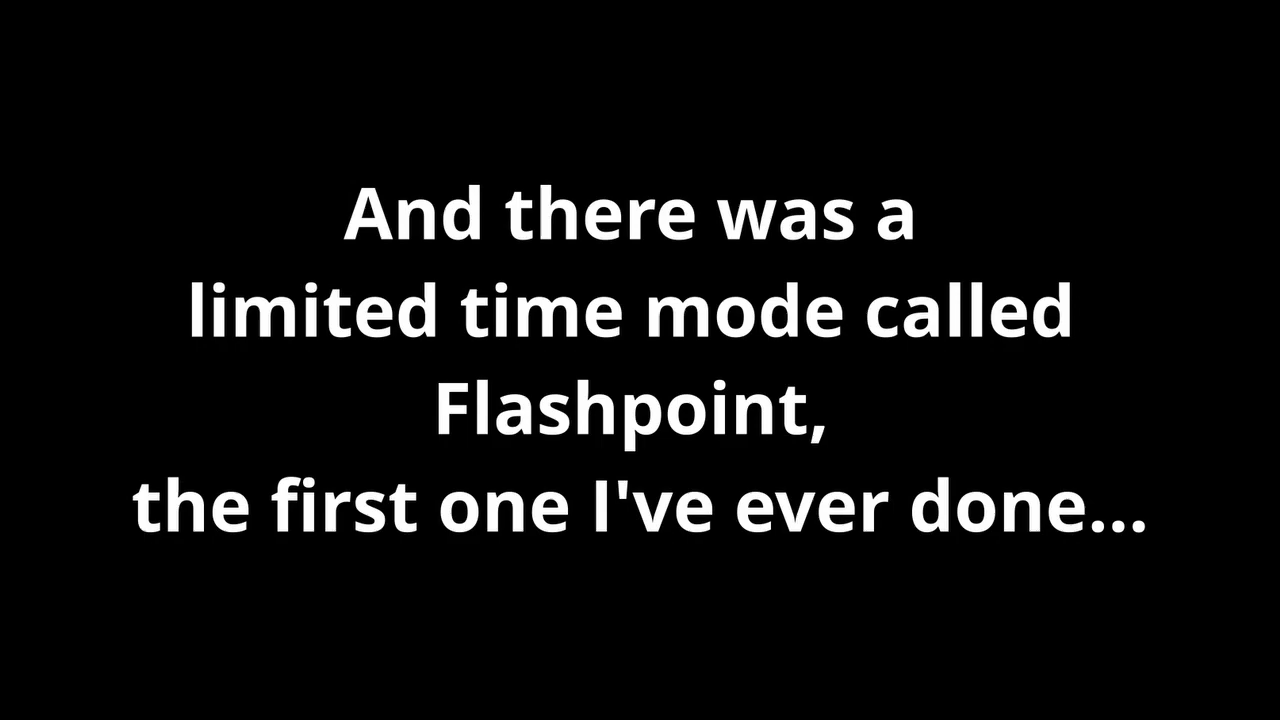 And there was a
limited time mode called
Flashpoint,
the first one I've ever done...